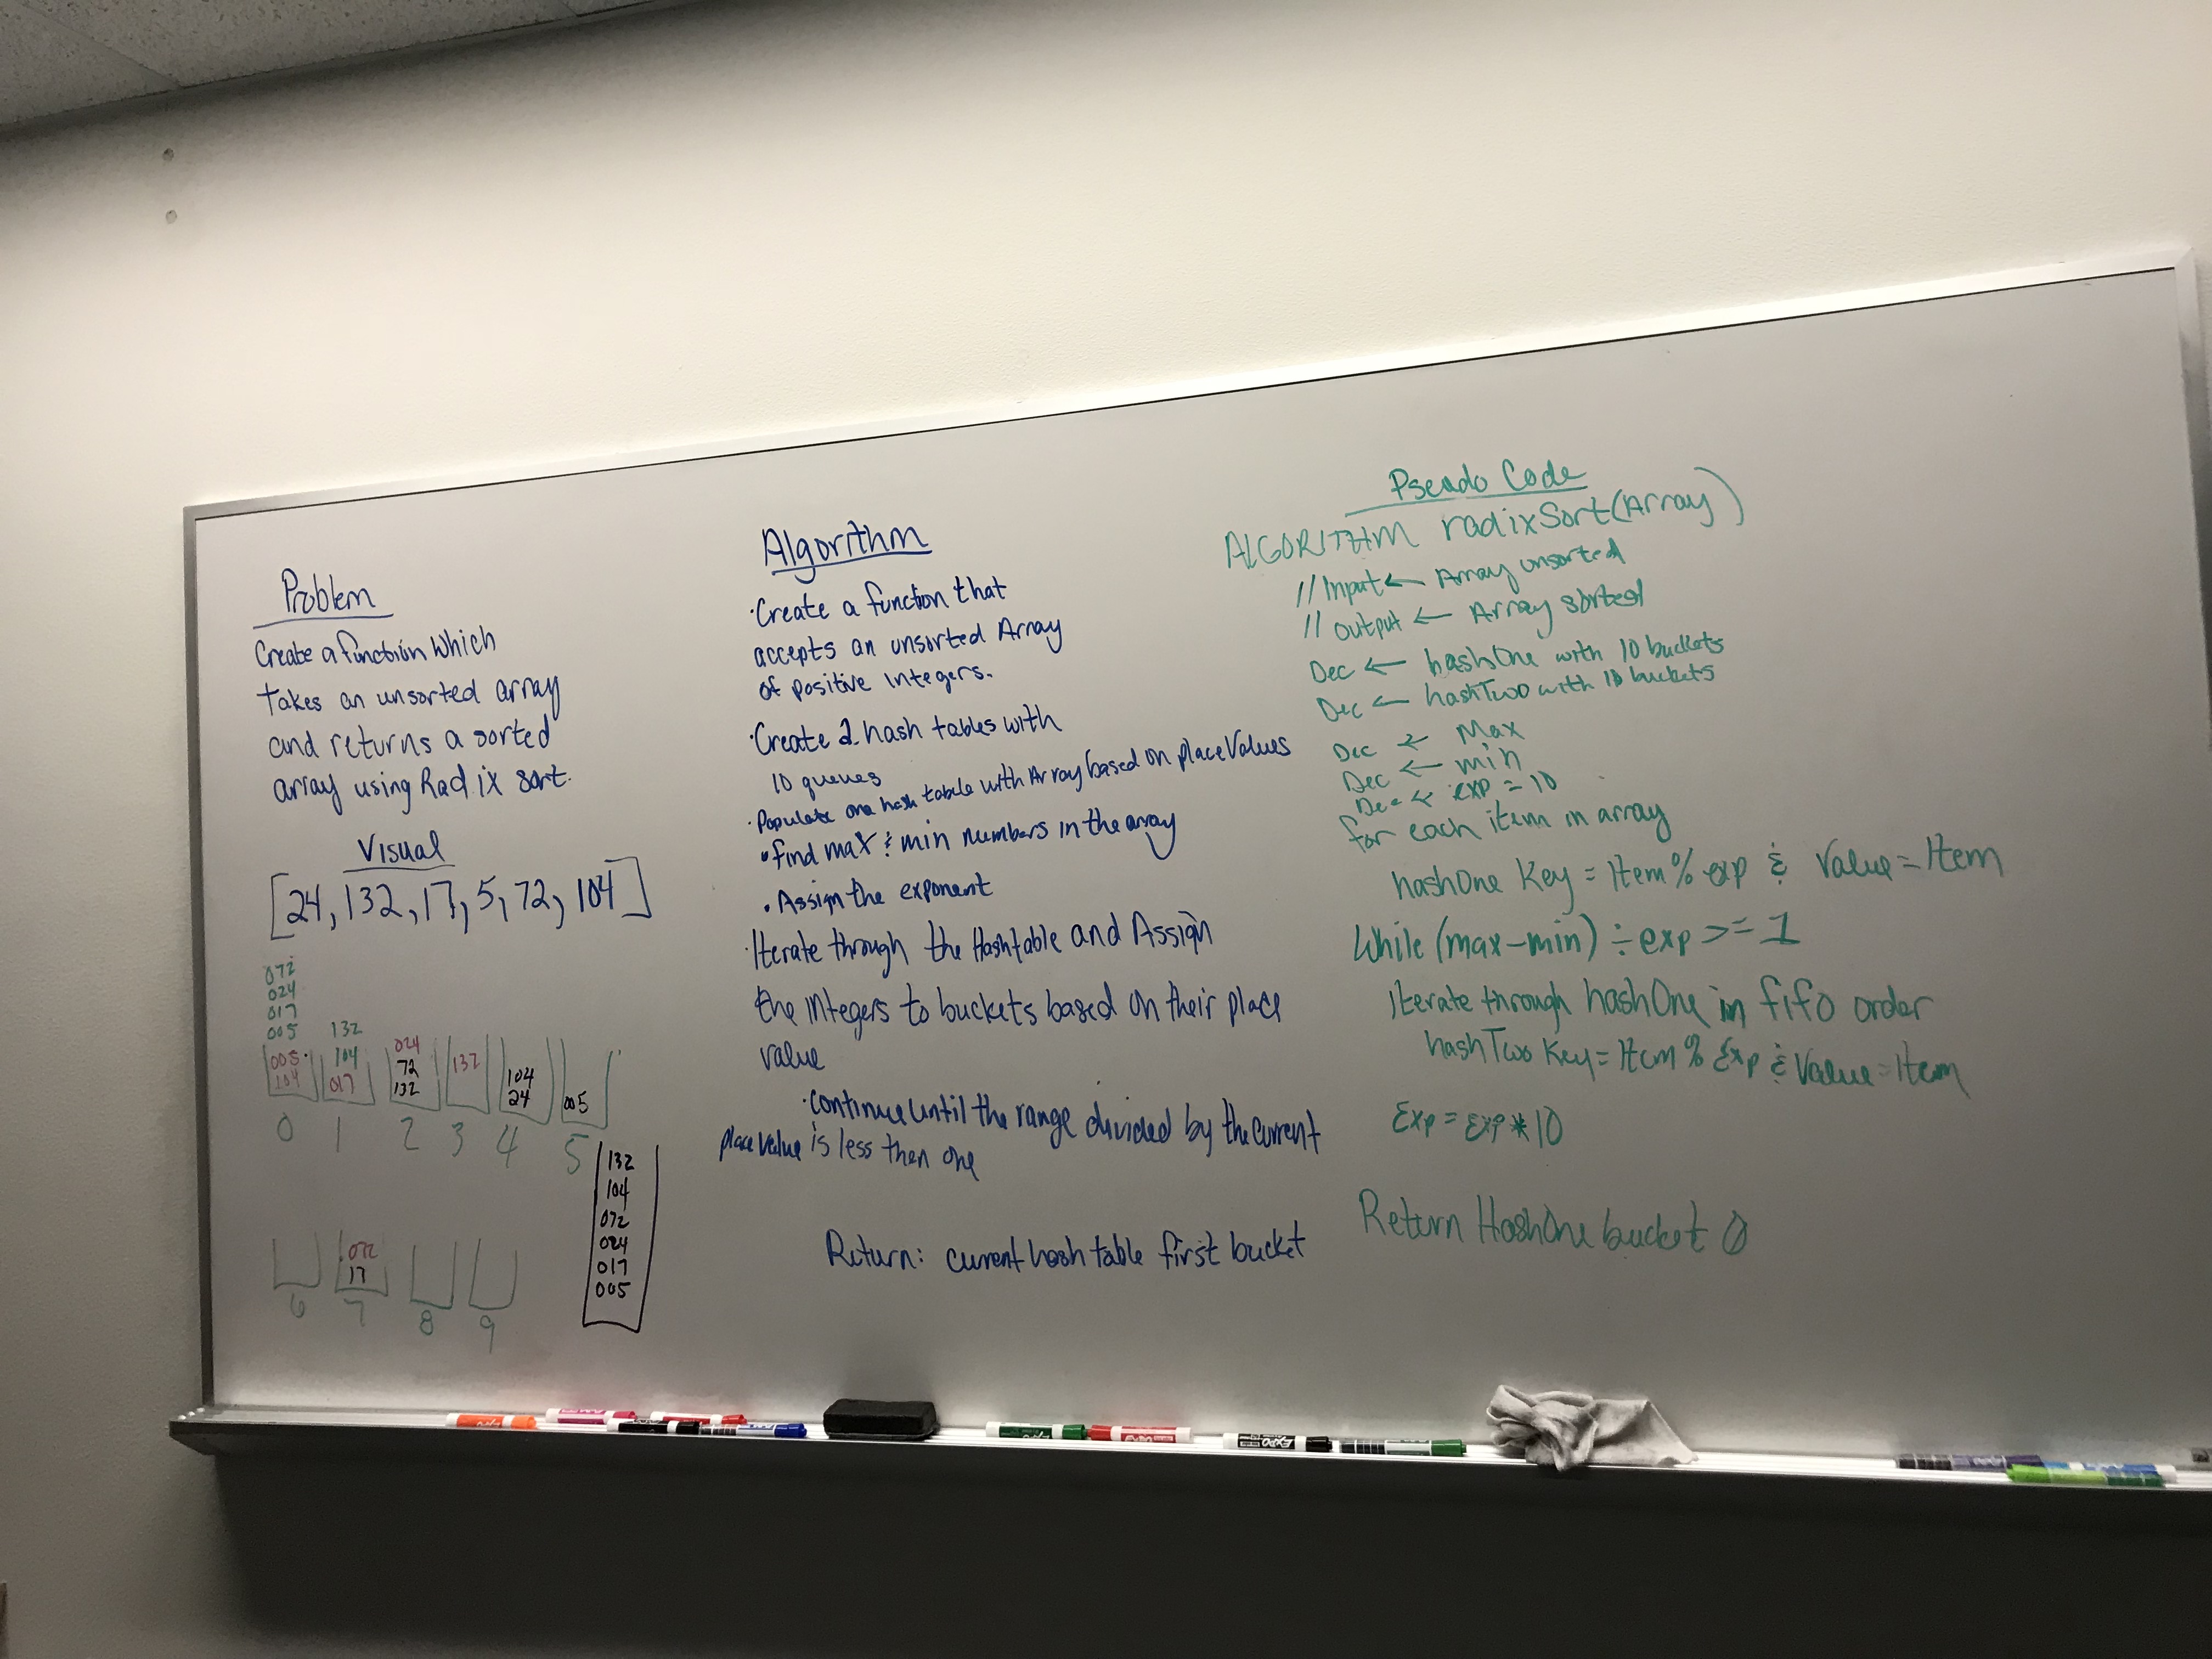 Problem
Create a function Which
takes an unsorted array
and returns a sorted
array using Radix sort.
Visual
[24, 132, 17, 5, 72, 104]
072
024
017
005
132
104
005
104
017
024
72
132
132
104
24
005
0 1 2 3 4 5
072
17
6 7 8 9
132
104
072
024
017
005
Algorithm
·Create a function that
accepts an unsorted Array
of positive integers.
·Create 2 hash tables with
10 queues
·Populate one hash table with Array based on place Values
·find max & min numbers in the array
·Assign the exponent
·Iterate through the Hashtable and Assign
the integers to buckets based on their place
value
·continue until the range divided by the current
place value is less then one
Return: current hash table first bucket
Pseado Code
ALGORITHM radixSort(Array)
// Input ← Array unsorted
// output ← Array sorted
Dec ← hashOne with 10 buckets
Dec ← hashTwo with 10 buckets
Dec ← Max
Dec ← min
Dec ← exp = 10
for each item in array
hashOne Key = Item % exp & Value = Item
While (max-min) ÷ exp >= 1
Iterate through hashOne in fifo order
hashTwo Key = Item % Exp & Value = Item
Exp = Exp * 10
Return HashOne bucket 0